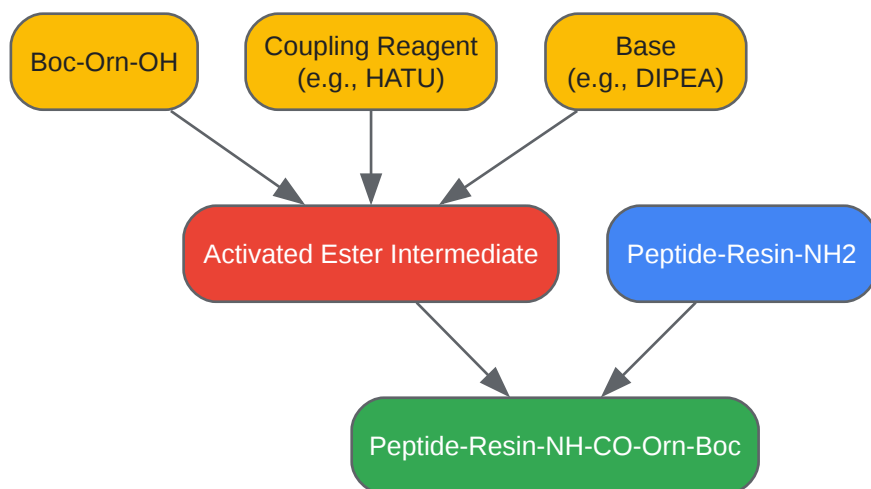 Boc-Orn-OH
Coupling Reagent
(e.g., HATU)
Base
(e.g., DIPEA)
Activated Ester Intermediate
Peptide-Resin-NH2
Peptide-Resin-NH-CO-Orn-Boc